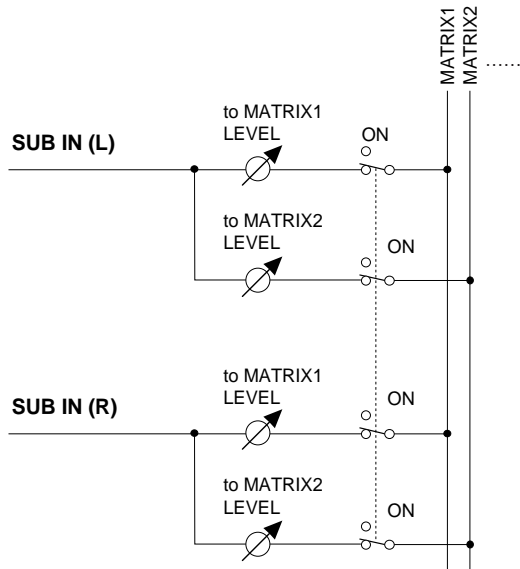 MATRIX1
MATRIX2
......
to MATRIX1
LEVEL
ON
SUB IN (L)
to MATRIX2
LEVEL
ON
to MATRIX1
LEVEL
ON
SUB IN (R)
to MATRIX2
LEVEL
ON